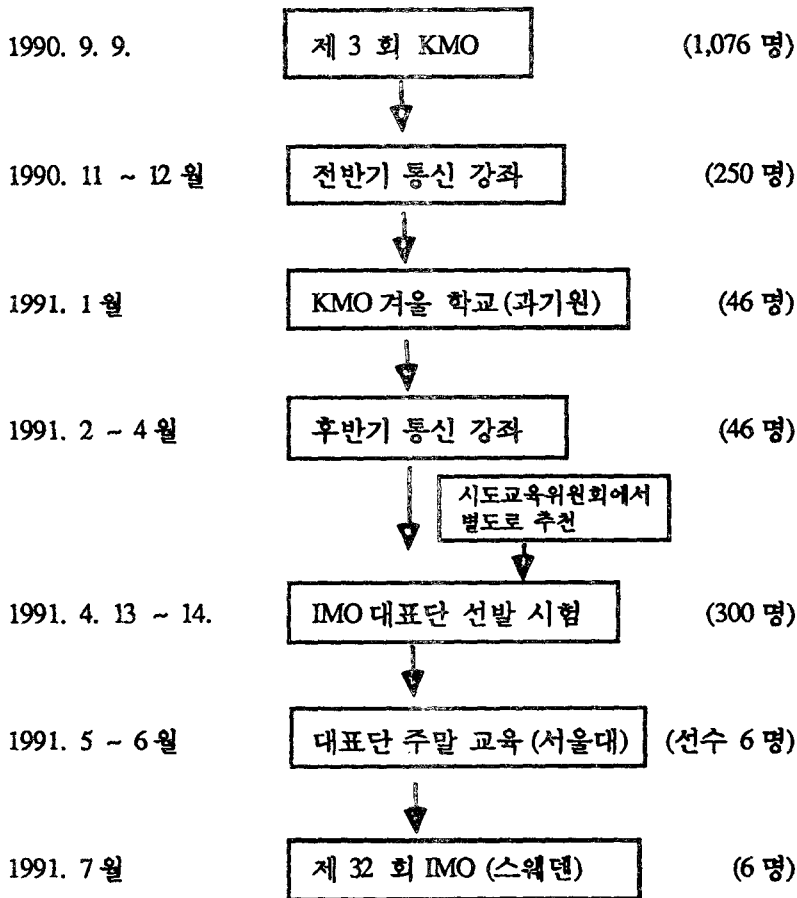 1990. 9. 9. 제 3 회 KMO (1,076 명)
1990. 11 ~ 12 월 전반기 통신 강좌 (250 명)
1991. 1 월 KMO 겨울 학교 (과기원) (46 명)
1991. 2 ~ 4 월 후반기 통신 강좌 (46 명)
시도교육위원회에서
별도로 추천
1991. 4. 13 ~ 14. IMO 대표단 선발 시험 (300 명)
1991. 5 ~ 6 월 대표단 주말 교육 (서울대) (선수 6 명)
1991. 7 월 제 32 회 IMO (스웨덴) (6 명)